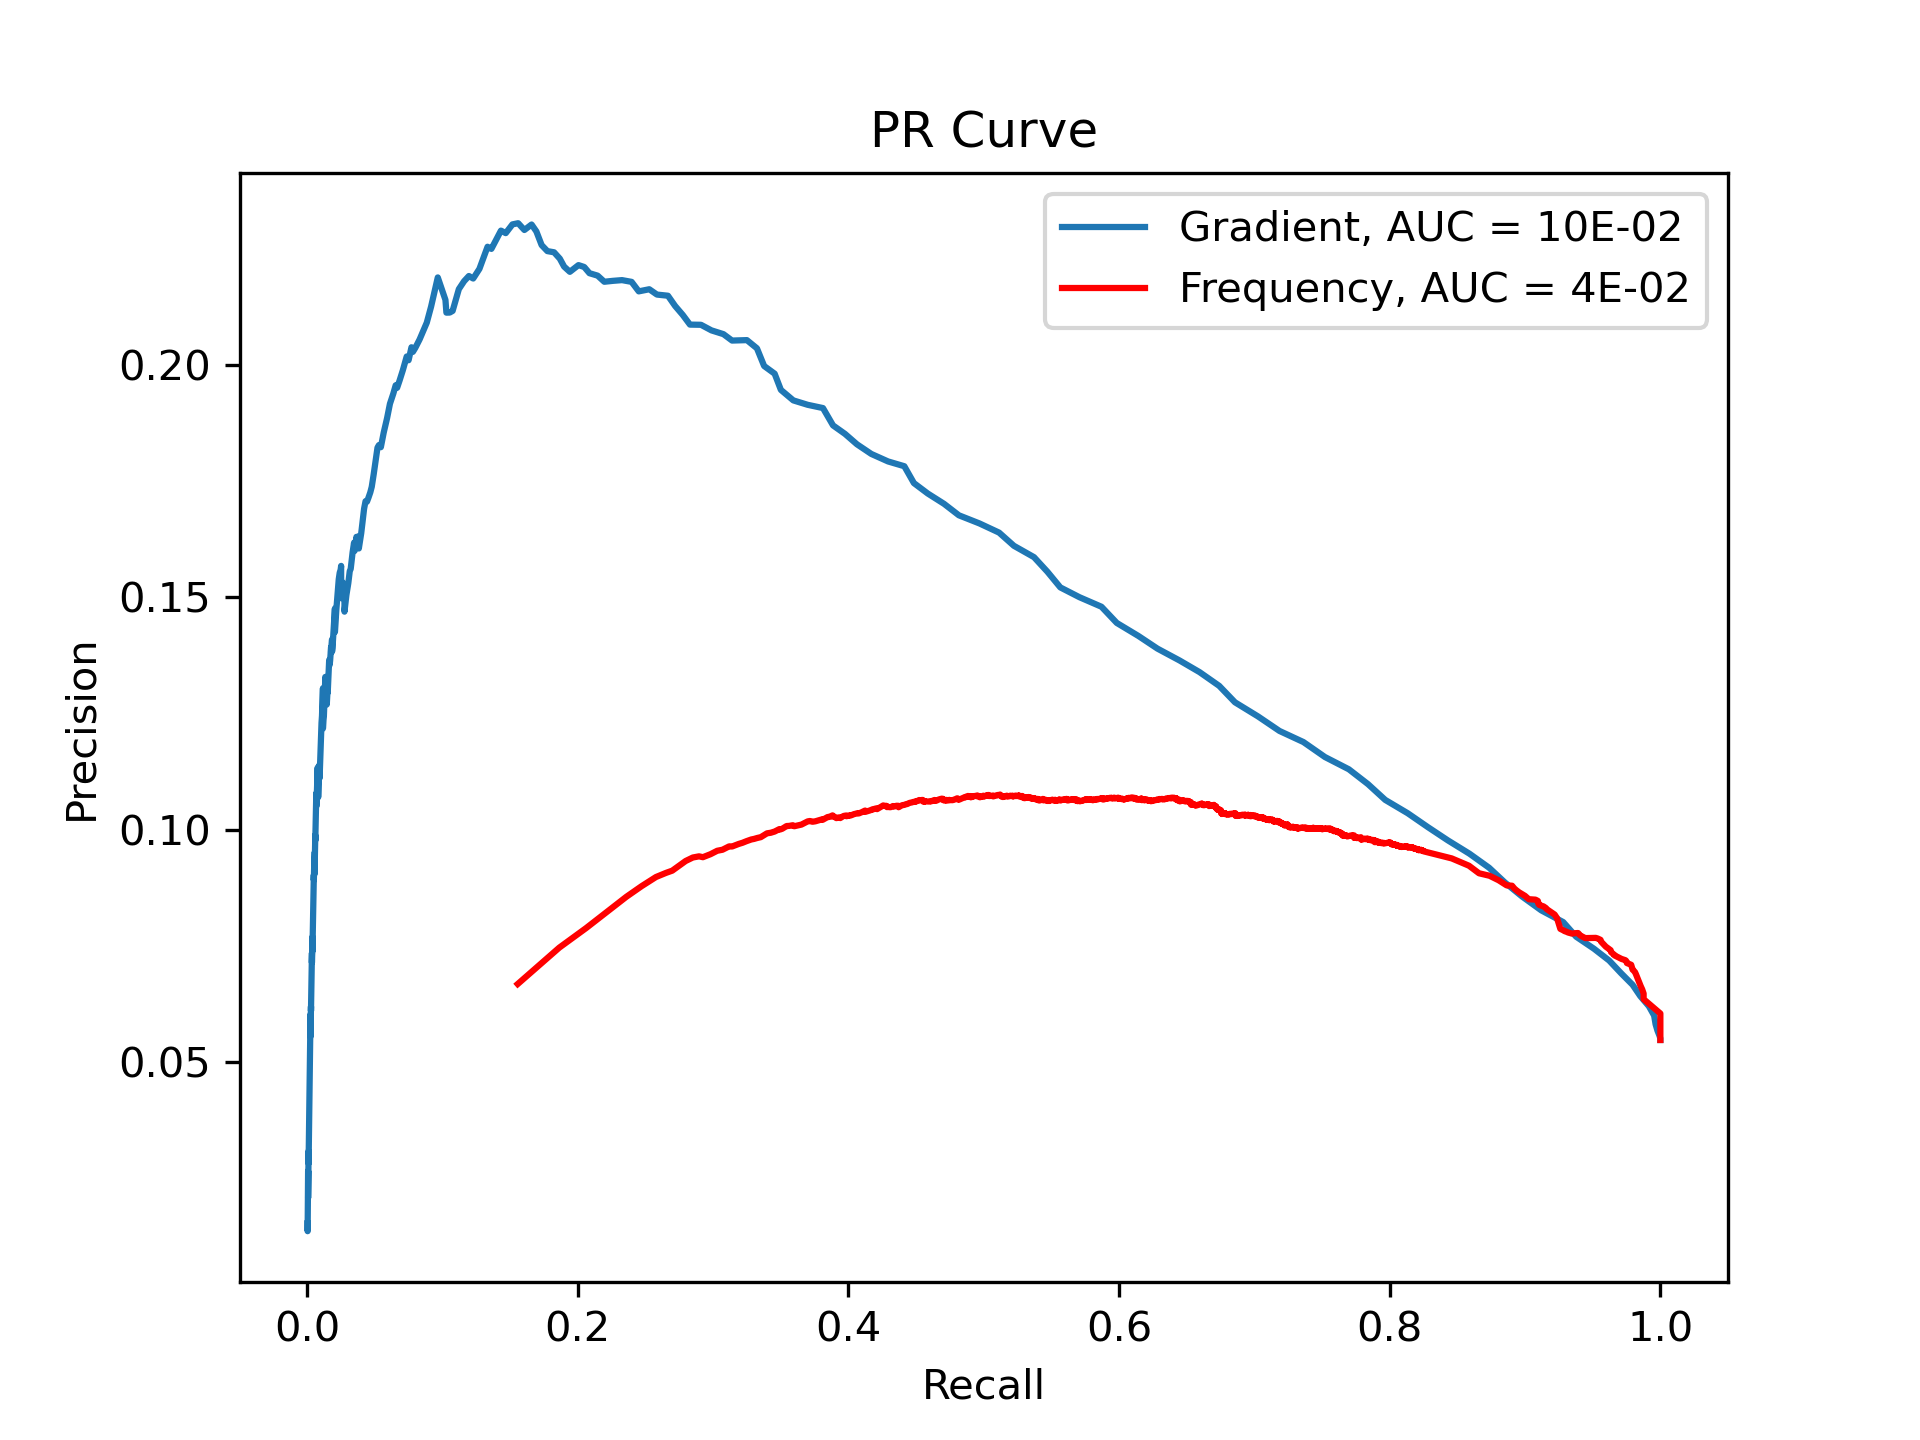 PR Curve
Gradient, AUC = 10E-02
Frequency, AUC = 4E-02
Precision
0.20
0.15
0.10
0.05
0.0 0.2 0.4 0.6 0.8 1.0
Recall